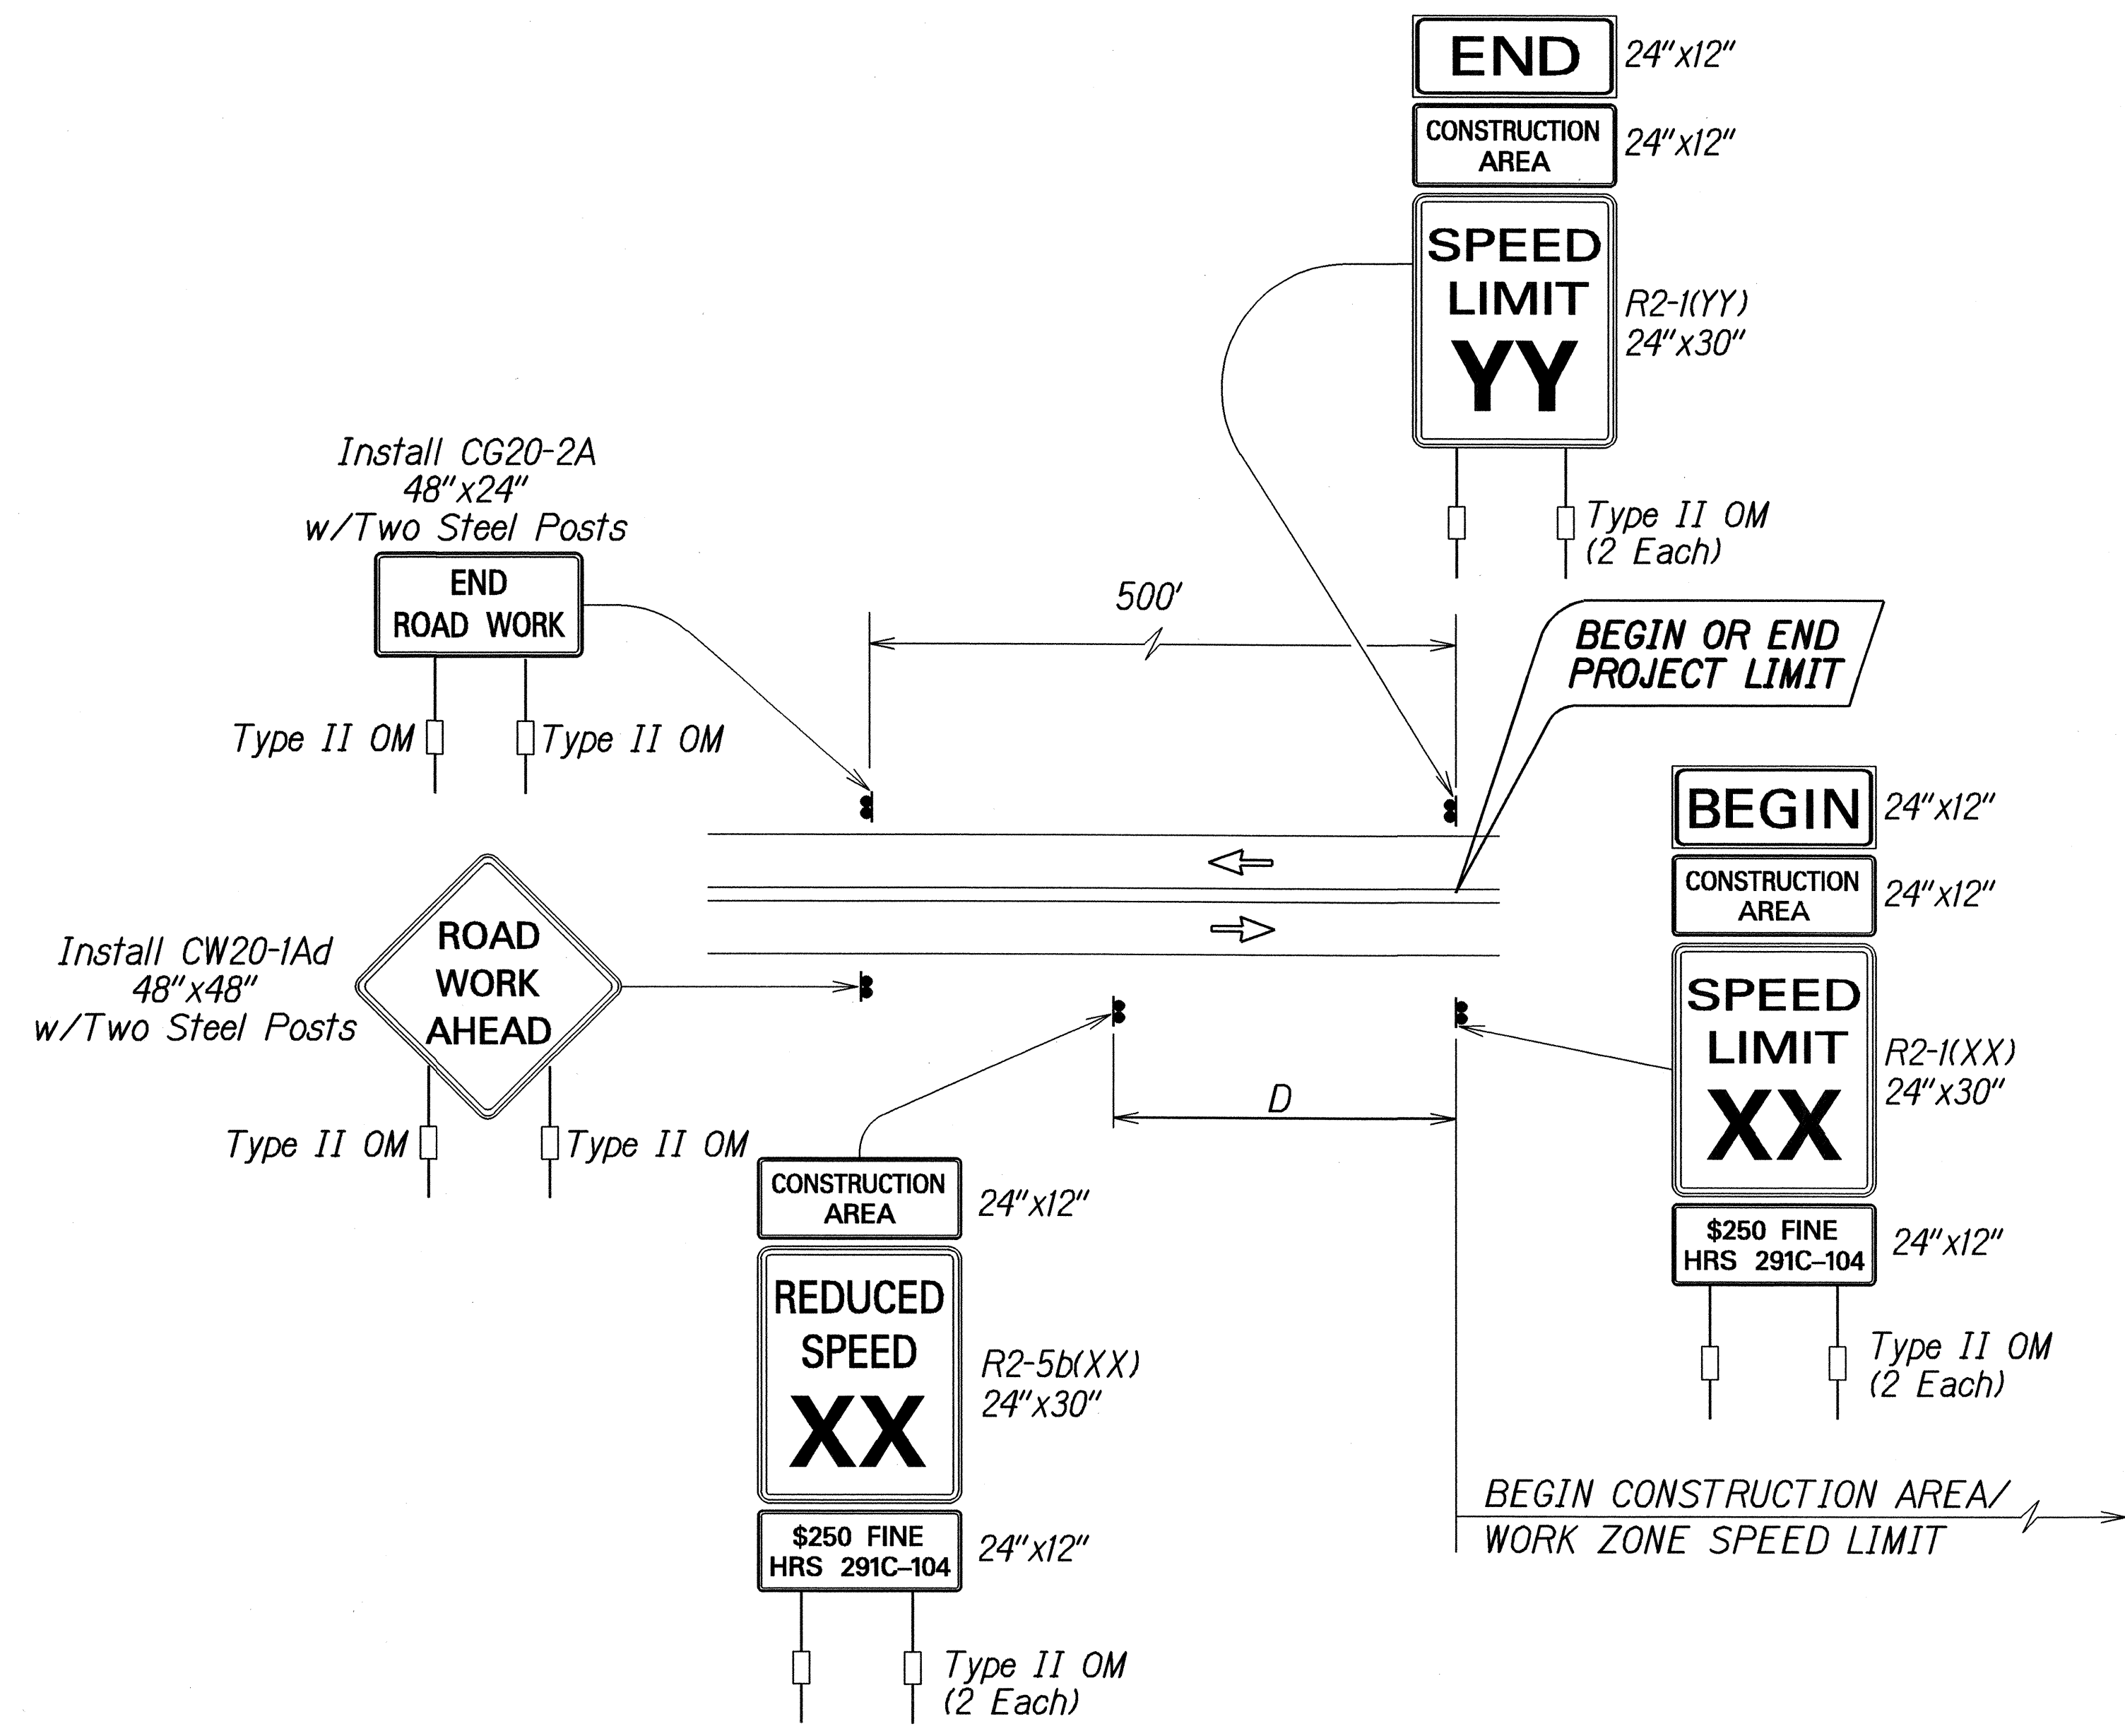 END
24"x12"
CONSTRUCTION
AREA
24"x12"
SPEED
LIMIT
YY
R2-1(YY)
24"x30"
Type II OM
(2 Each)
Install CG20-2A
48"x24"
w/Two Steel Posts
END
ROAD WORK
Type II OM
Type II OM
500'
BEGIN OR END
PROJECT LIMIT
BEGIN
24"x12"
CONSTRUCTION
AREA
24"x12"
SPEED
LIMIT
XX
R2-1(XX)
24"x30"
$250 FINE
HRS 291C–104
24"x12"
Type II OM
(2 Each)
Install CW20-1Ad
48"x48"
w/Two Steel Posts
ROAD
WORK
AHEAD
Type II OM
Type II OM
D
CONSTRUCTION
AREA
24"x12"
REDUCED
SPEED
XX
R2-5b(XX)
24"x30"
$250 FINE
HRS 291C–104
24"x12"
Type II OM
(2 Each)
BEGIN CONSTRUCTION AREA/
WORK ZONE SPEED LIMIT